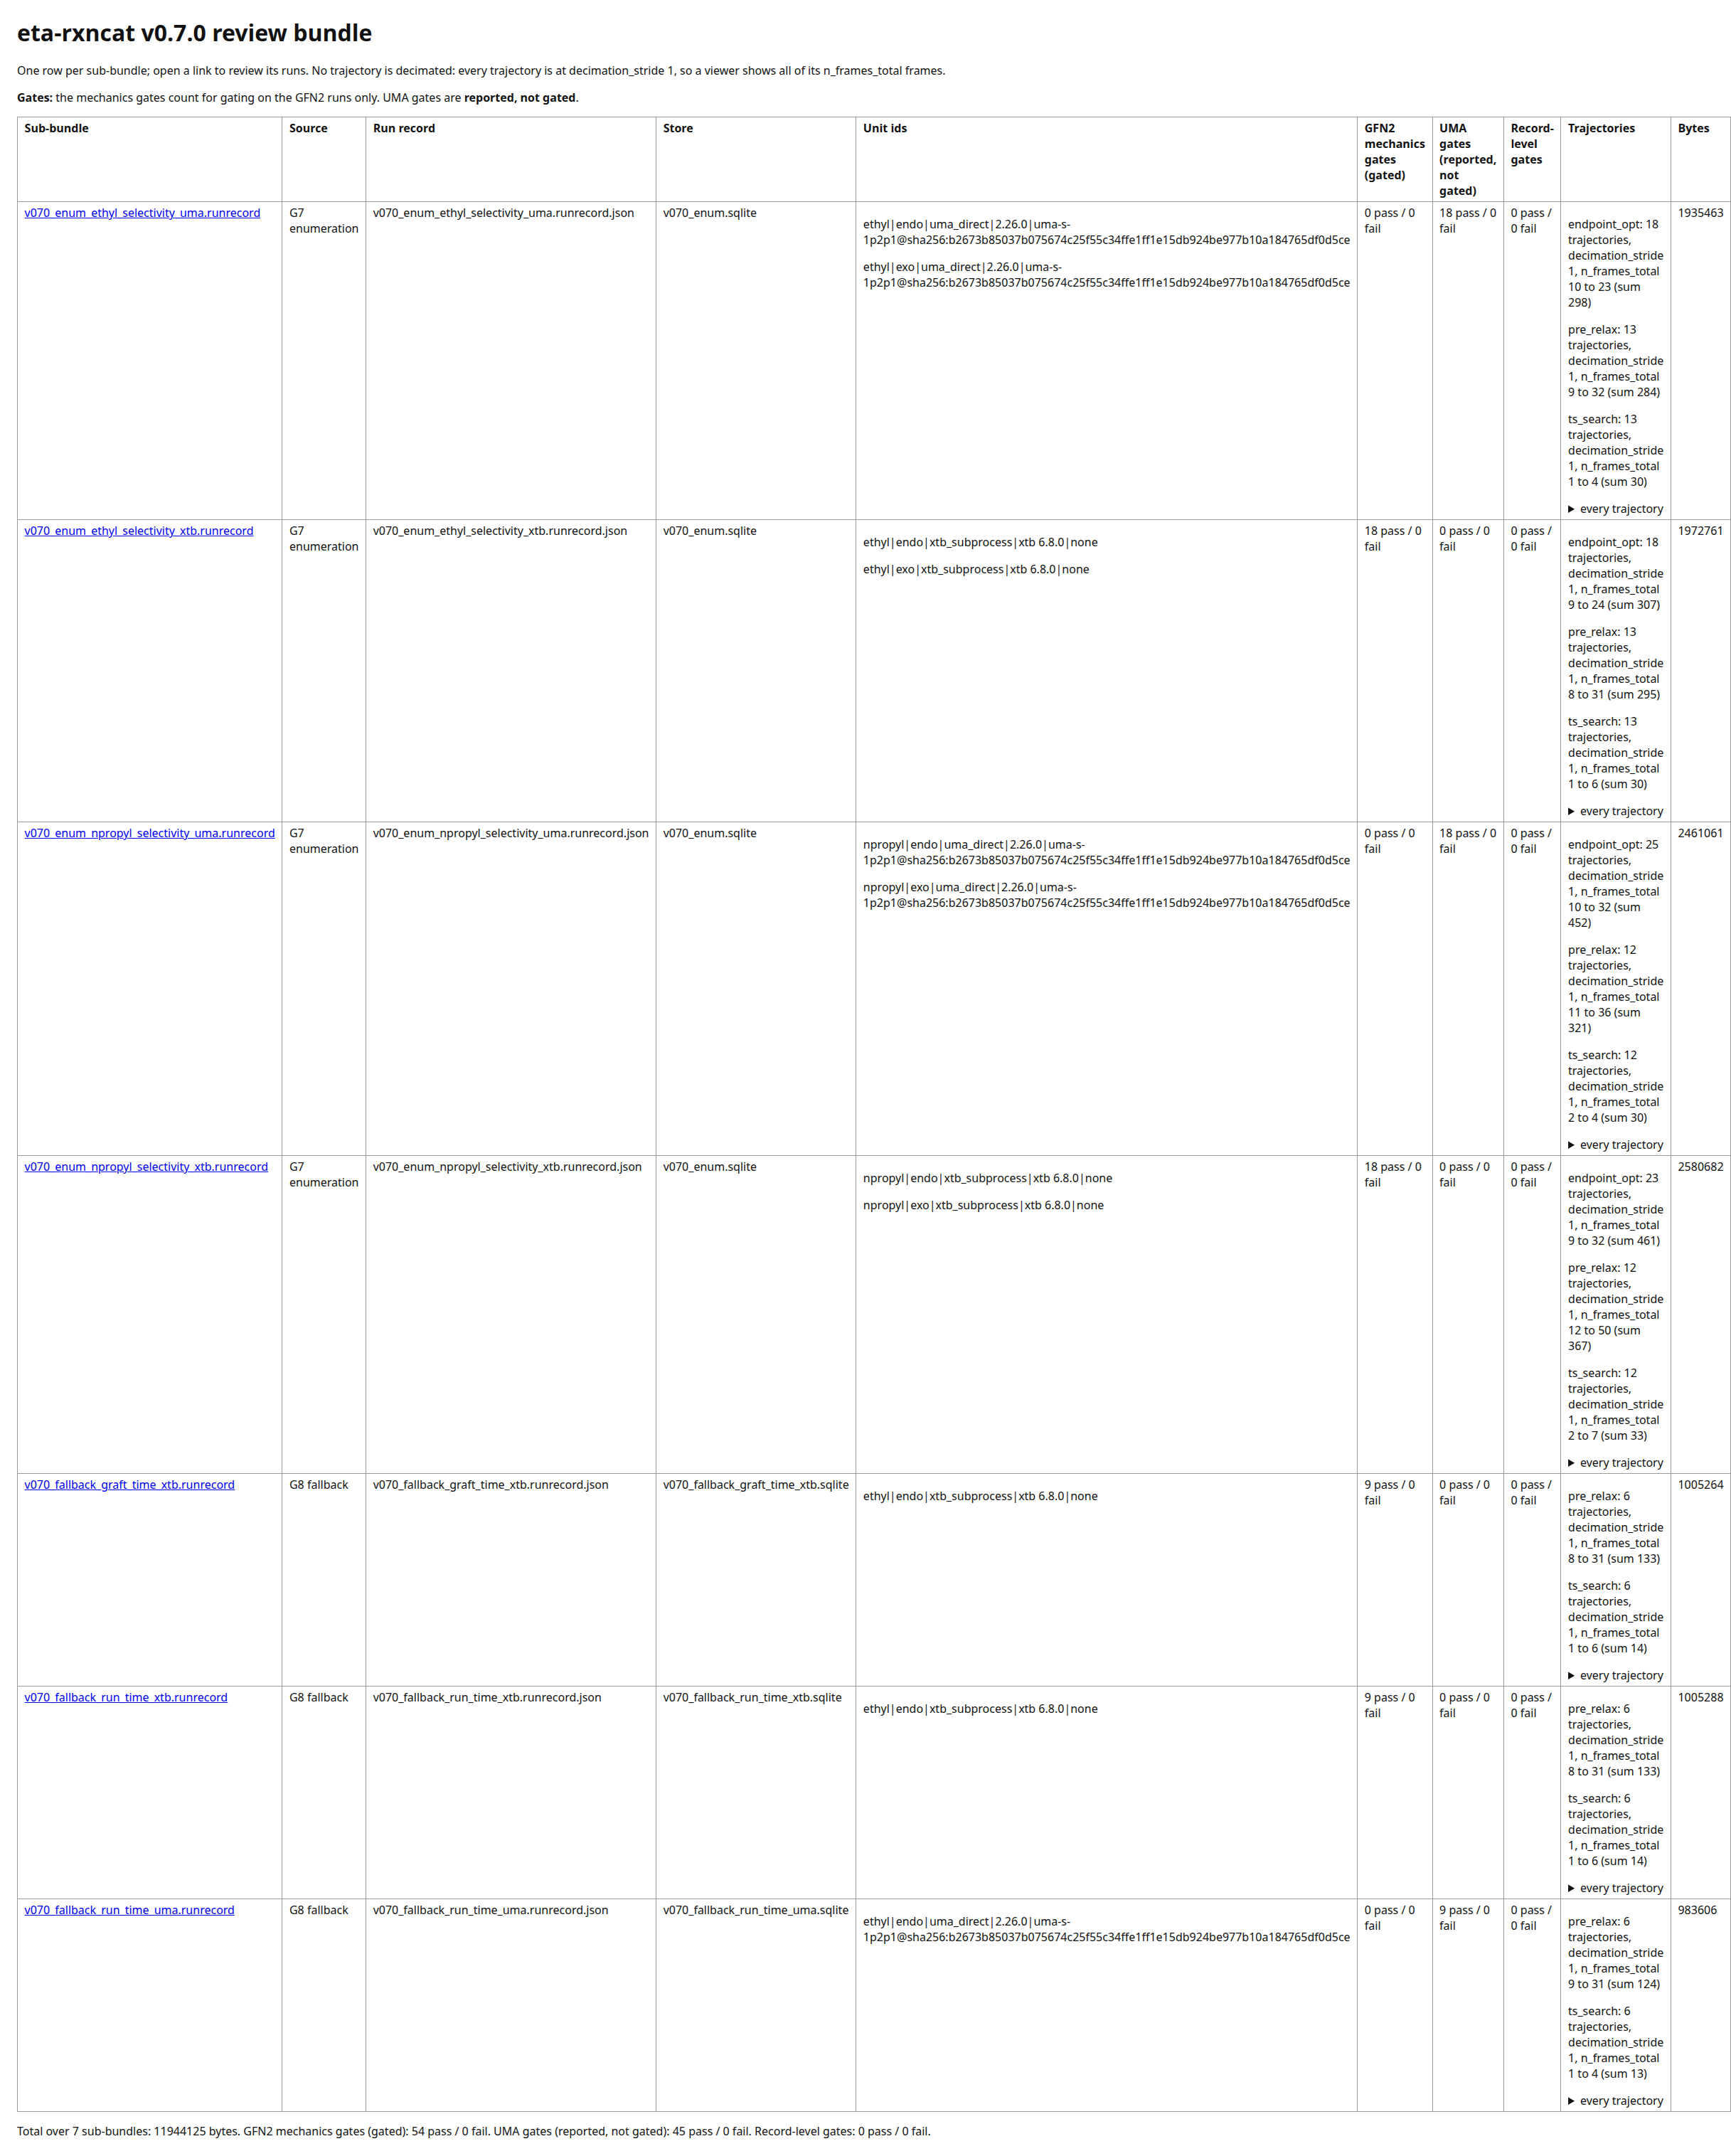 eta-rxncat v0.7.0 review bundle
One row per sub-bundle; open a link to review its runs. No trajectory is decimated: every trajectory is at decimation_stride 1, so a viewer shows all of its n_frames_total frames.
Gates: the mechanics gates count for gating on the GFN2 runs only. UMA gates are reported, not gated.
Sub-bundle
Source
Run record
Store
Unit ids
GFN2
mechanics
gates
(gated)
UMA
gates
(reported,
not
gated)
Record-
level
gates
Trajectories
Bytes
v070_enum_ethyl_selectivity_uma.runrecord
G7
enumeration
v070_enum_ethyl_selectivity_uma.runrecord.json
v070_enum.sqlite
ethyl|endo|uma_direct|2.26.0|uma-s-
1p2p1@sha256:b2673b85037b075674c25f55c34ffe1ff1e15db924be977b10a184765df0d5ce
ethyl|exo|uma_direct|2.26.0|uma-s-
1p2p1@sha256:b2673b85037b075674c25f55c34ffe1ff1e15db924be977b10a184765df0d5ce
0 pass / 0
fail
18 pass / 0
fail
0 pass /
0 fail
endpoint_opt: 18
trajectories,
decimation_stride
1, n_frames_total
10 to 23 (sum
298)
pre_relax: 13
trajectories,
decimation_stride
1, n_frames_total
9 to 32 (sum 284)
ts_search: 13
trajectories,
decimation_stride
1, n_frames_total
1 to 4 (sum 30)
▶ every trajectory
1935463
v070_enum_ethyl_selectivity_xtb.runrecord
G7
enumeration
v070_enum_ethyl_selectivity_xtb.runrecord.json
v070_enum.sqlite
ethyl|endo|xtb_subprocess|xtb 6.8.0|none
ethyl|exo|xtb_subprocess|xtb 6.8.0|none
18 pass / 0
fail
0 pass / 0
fail
0 pass /
0 fail
endpoint_opt: 18
trajectories,
decimation_stride
1, n_frames_total
9 to 24 (sum 307)
pre_relax: 13
trajectories,
decimation_stride
1, n_frames_total
8 to 31 (sum 295)
ts_search: 13
trajectories,
decimation_stride
1, n_frames_total
1 to 6 (sum 30)
▶ every trajectory
1972761
v070_enum_npropyl_selectivity_uma.runrecord
G7
enumeration
v070_enum_npropyl_selectivity_uma.runrecord.json
v070_enum.sqlite
npropyl|endo|uma_direct|2.26.0|uma-s-
1p2p1@sha256:b2673b85037b075674c25f55c34ffe1ff1e15db924be977b10a184765df0d5ce
npropyl|exo|uma_direct|2.26.0|uma-s-
1p2p1@sha256:b2673b85037b075674c25f55c34ffe1ff1e15db924be977b10a184765df0d5ce
0 pass / 0
fail
18 pass / 0
fail
0 pass /
0 fail
endpoint_opt: 25
trajectories,
decimation_stride
1, n_frames_total
10 to 32 (sum
452)
pre_relax: 12
trajectories,
decimation_stride
1, n_frames_total
11 to 36 (sum
321)
ts_search: 12
trajectories,
decimation_stride
1, n_frames_total
2 to 4 (sum 30)
▶ every trajectory
2461061
v070_enum_npropyl_selectivity_xtb.runrecord
G7
enumeration
v070_enum_npropyl_selectivity_xtb.runrecord.json
v070_enum.sqlite
npropyl|endo|xtb_subprocess|xtb 6.8.0|none
npropyl|exo|xtb_subprocess|xtb 6.8.0|none
18 pass / 0
fail
0 pass / 0
fail
0 pass /
0 fail
endpoint_opt: 23
trajectories,
decimation_stride
1, n_frames_total
9 to 32 (sum 461)
pre_relax: 12
trajectories,
decimation_stride
1, n_frames_total
12 to 50 (sum
367)
ts_search: 12
trajectories,
decimation_stride
1, n_frames_total
2 to 7 (sum 33)
▶ every trajectory
2580682
v070_fallback_graft_time_xtb.runrecord
G8 fallback
v070_fallback_graft_time_xtb.runrecord.json
v070_fallback_graft_time_xtb.sqlite
ethyl|endo|xtb_subprocess|xtb 6.8.0|none
9 pass / 0
fail
0 pass / 0
fail
0 pass /
0 fail
pre_relax: 6
trajectories,
decimation_stride
1, n_frames_total
8 to 31 (sum 133)
ts_search: 6
trajectories,
decimation_stride
1, n_frames_total
1 to 6 (sum 14)
▶ every trajectory
1005264
v070_fallback_run_time_xtb.runrecord
G8 fallback
v070_fallback_run_time_xtb.runrecord.json
v070_fallback_run_time_xtb.sqlite
ethyl|endo|xtb_subprocess|xtb 6.8.0|none
9 pass / 0
fail
0 pass / 0
fail
0 pass /
0 fail
pre_relax: 6
trajectories,
decimation_stride
1, n_frames_total
8 to 31 (sum 133)
ts_search: 6
trajectories,
decimation_stride
1, n_frames_total
1 to 6 (sum 14)
▶ every trajectory
1005288
v070_fallback_run_time_uma.runrecord
G8 fallback
v070_fallback_run_time_uma.runrecord.json
v070_fallback_run_time_uma.sqlite
ethyl|endo|uma_direct|2.26.0|uma-s-
1p2p1@sha256:b2673b85037b075674c25f55c34ffe1ff1e15db924be977b10a184765df0d5ce
0 pass / 0
fail
9 pass / 0
fail
0 pass /
0 fail
pre_relax: 6
trajectories,
decimation_stride
1, n_frames_total
9 to 31 (sum 124)
ts_search: 6
trajectories,
decimation_stride
1, n_frames_total
1 to 4 (sum 13)
▶ every trajectory
983606
Total over 7 sub-bundles: 11944125 bytes. GFN2 mechanics gates (gated): 54 pass / 0 fail. UMA gates (reported, not gated): 45 pass / 0 fail. Record-level gates: 0 pass / 0 fail.